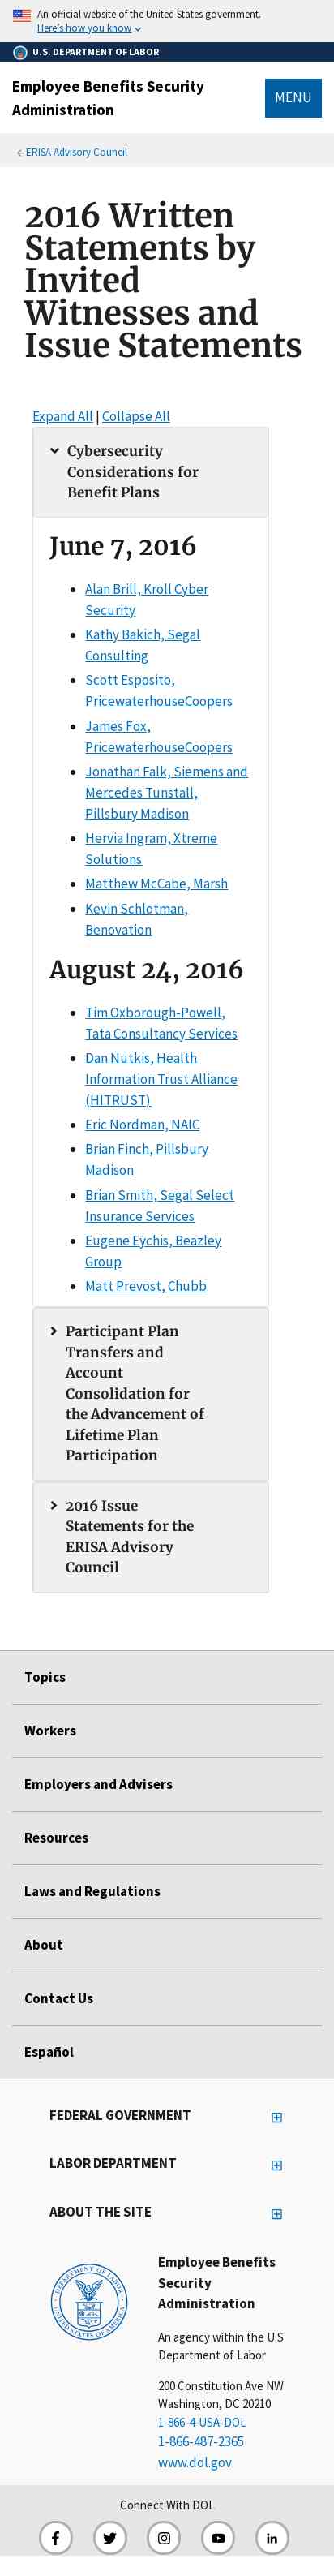 An official website of the United States government.
Here's how you know
U.S. DEPARTMENT OF LABOR
Employee Benefits Security
Administration
MENU
ERISA Advisory Council
2016 Written
Statements by
Invited
Witnesses and
Issue Statements
Expand All | Collapse All
Cybersecurity
Considerations for
Benefit Plans
June 7, 2016
Alan Brill, Kroll Cyber
Security
Kathy Bakich, Segal
Consulting
Scott Esposito,
PricewaterhouseCoopers
James Fox,
PricewaterhouseCoopers
Jonathan Falk, Siemens and
Mercedes Tunstall,
Pillsbury Madison
Hervia Ingram, Xtreme
Solutions
Matthew McCabe, Marsh
Kevin Schlotman,
Benovation
August 24, 2016
Tim Oxborough-Powell,
Tata Consultancy Services
Dan Nutkis, Health
Information Trust Alliance
(HITRUST)
Eric Nordman, NAIC
Brian Finch, Pillsbury
Madison
Brian Smith, Segal Select
Insurance Services
Eugene Eychis, Beazley
Group
Matt Prevost, Chubb
Participant Plan
Transfers and
Account
Consolidation for
the Advancement of
Lifetime Plan
Participation
2016 Issue
Statements for the
ERISA Advisory
Council
Topics
Workers
Employers and Advisers
Resources
Laws and Regulations
About
Contact Us
Español
FEDERAL GOVERNMENT
LABOR DEPARTMENT
ABOUT THE SITE
Employee Benefits
Security
Administration
An agency within the U.S.
Department of Labor
200 Constitution Ave NW
Washington, DC 20210
1-866-4-USA-DOL
1-866-487-2365
www.dol.gov
Connect With DOL